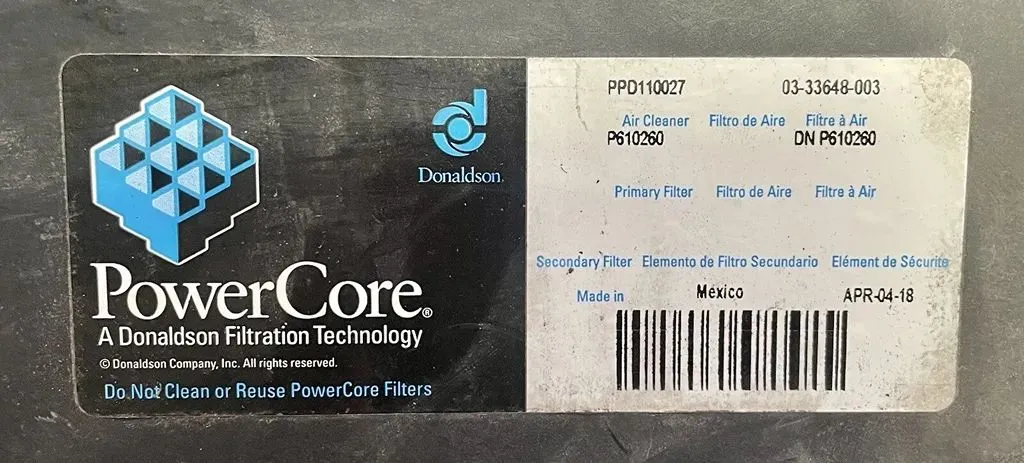 Donaldson.
PowerCore®
A Donaldson Filtration Technology
© Donaldson Company, Inc. All rights reserved.
Do Not Clean or Reuse PowerCore Filters
PPD110027 03-33648-003
Air Cleaner Filtro de Aire Filtre à Air
P610260 DN P610260
Primary Filter Filtro de Aire Filtre à Air
Secondary Filter Elemento de Filtro Secundario Elément de Sécurite
Made in México APR-04-18